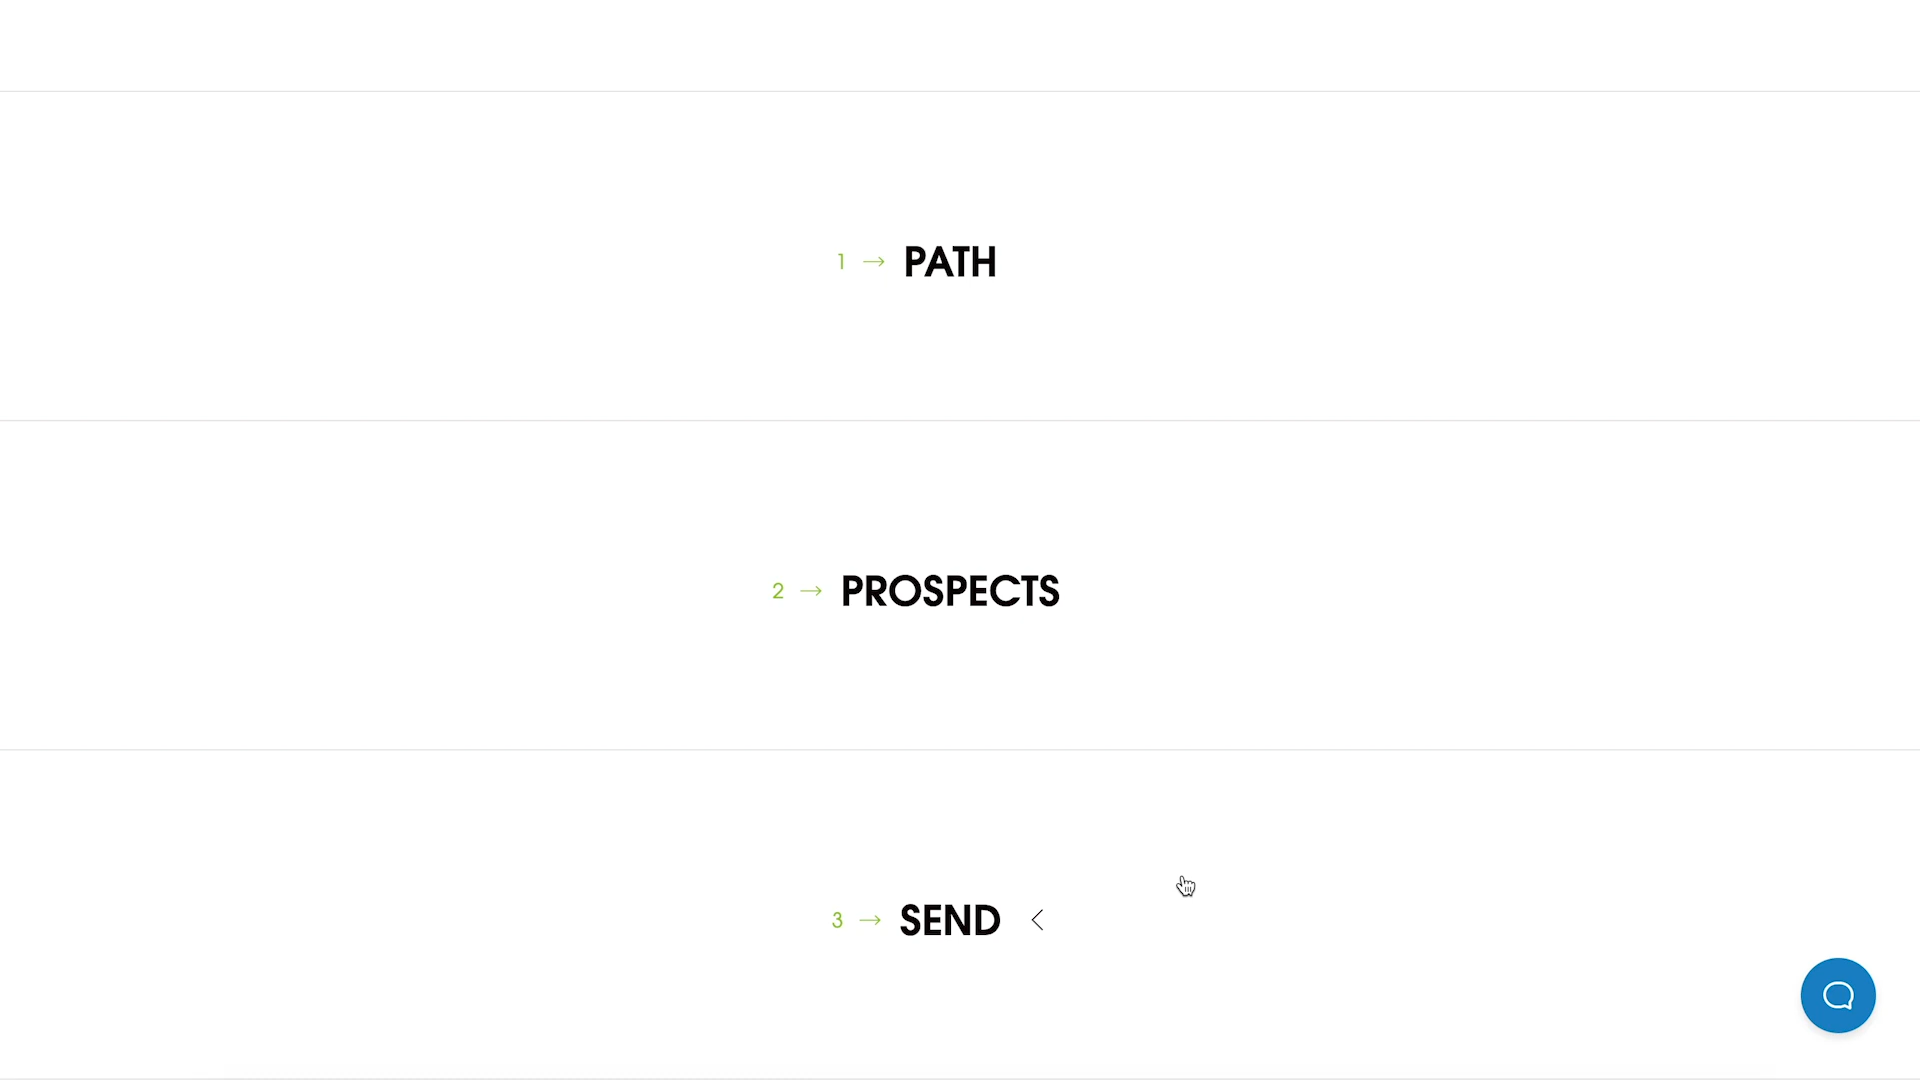 1 → PATH
2 → PROSPECTS
3 → SEND